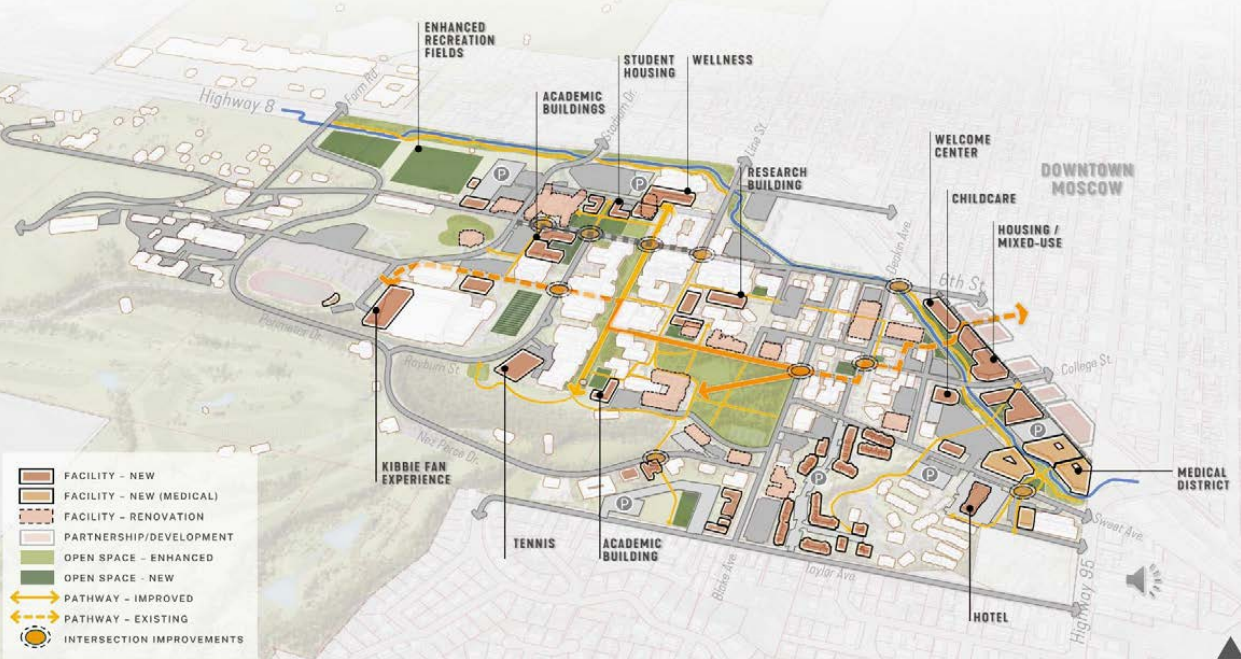 ENHANCED
RECREATION
FIELDS
STUDENT
HOUSING
WELLNESS
Highway 8
Farm Rd
ACADEMIC
BUILDINGS
Stadium Dr.
Line St.
P
P
RESEARCH
BUILDING
WELCOME
CENTER
DOWNTOWN
MOSCOW
CHILDCARE
HOUSING /
MIXED-USE
Deakin Ave.
6th St.
Perimeter Dr.
Rayburn St
College St.
Nez Perce Dr.
KIBBIE FAN
EXPERIENCE
P
P
P
P
MEDICAL
DISTRICT
TENNIS
ACADEMIC
BUILDING
Sweet Ave.
Blake Ave.
Taylor Ave.
HOTEL
Highway 95
FACILITY – NEW
FACILITY – NEW (MEDICAL)
FACILITY – RENOVATION
PARTNERSHIP/DEVELOPMENT
OPEN SPACE – ENHANCED
OPEN SPACE - NEW
PATHWAY – IMPROVED
PATHWAY – EXISTING
INTERSECTION IMPROVEMENTS